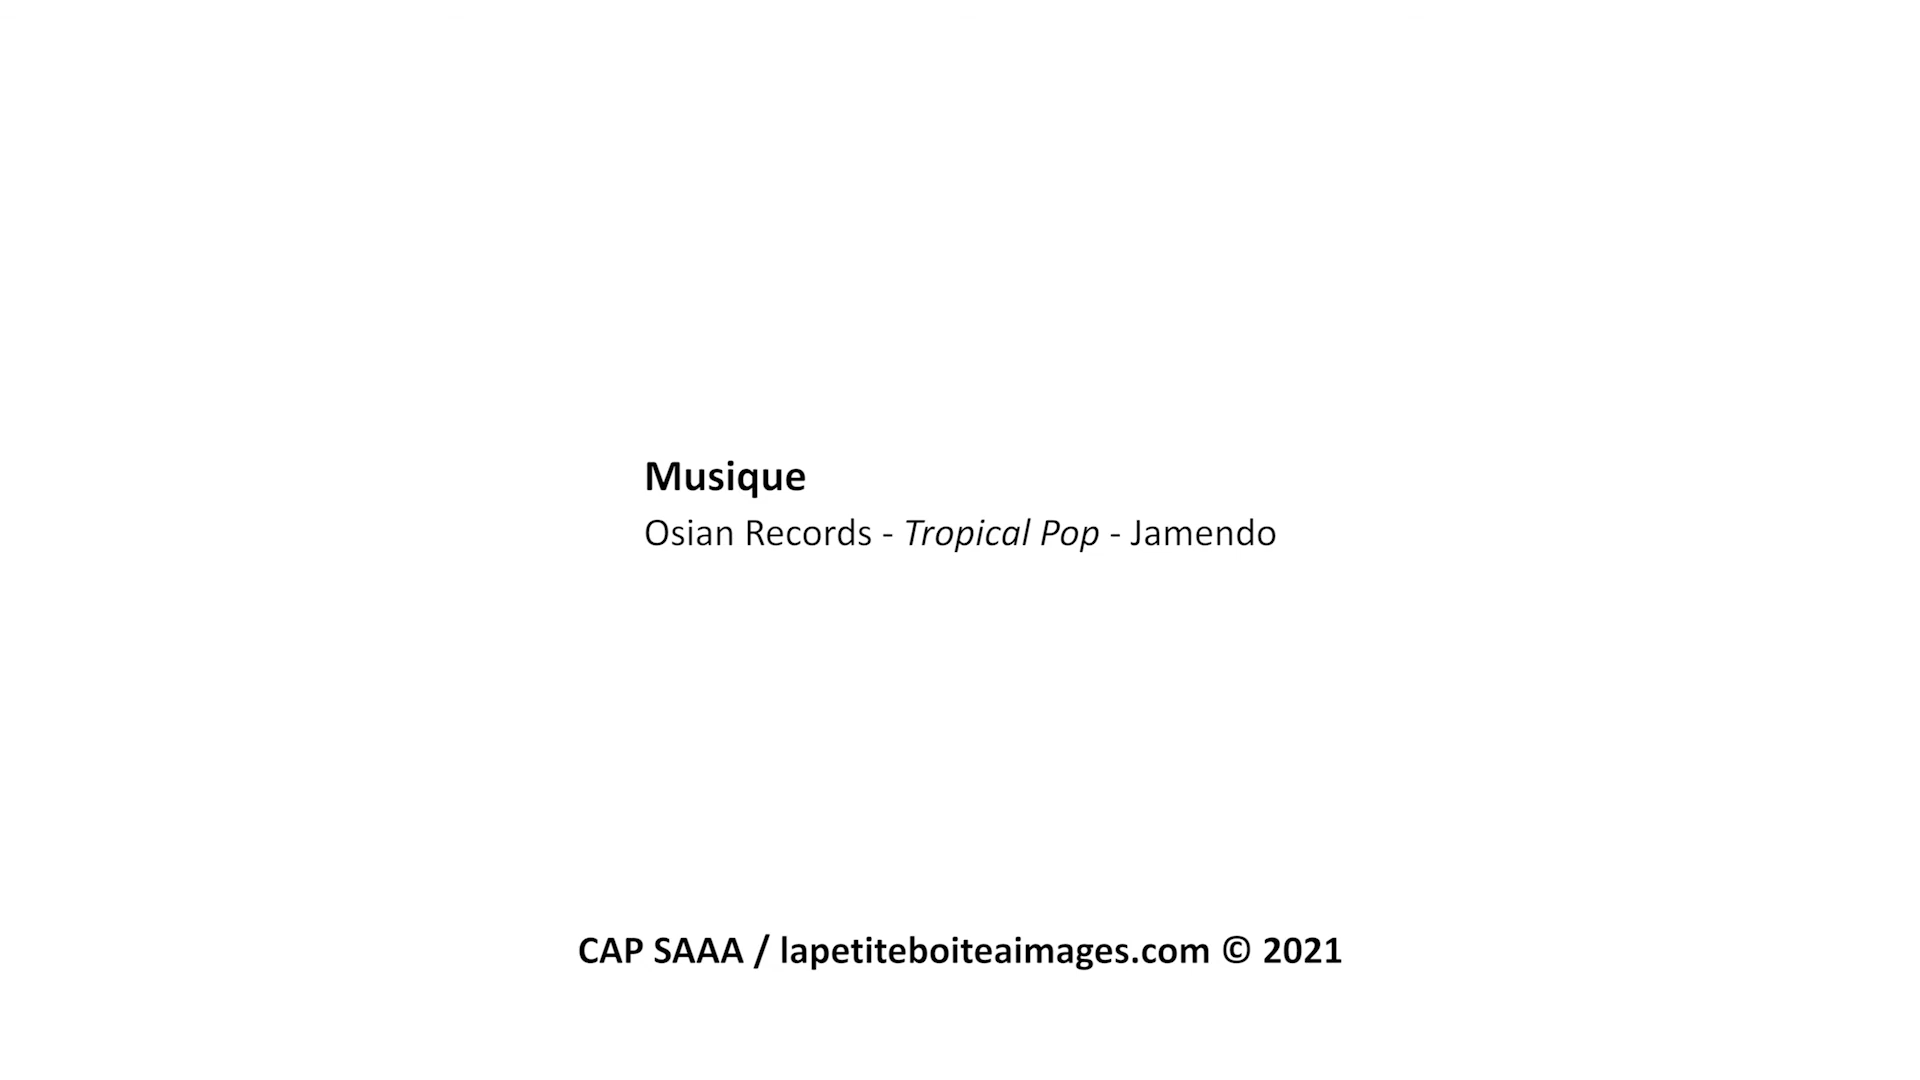 Musique
Osian Records - Tropical Pop - Jamendo
CAP SAAA / lapetiteboiteaimages.com © 2021